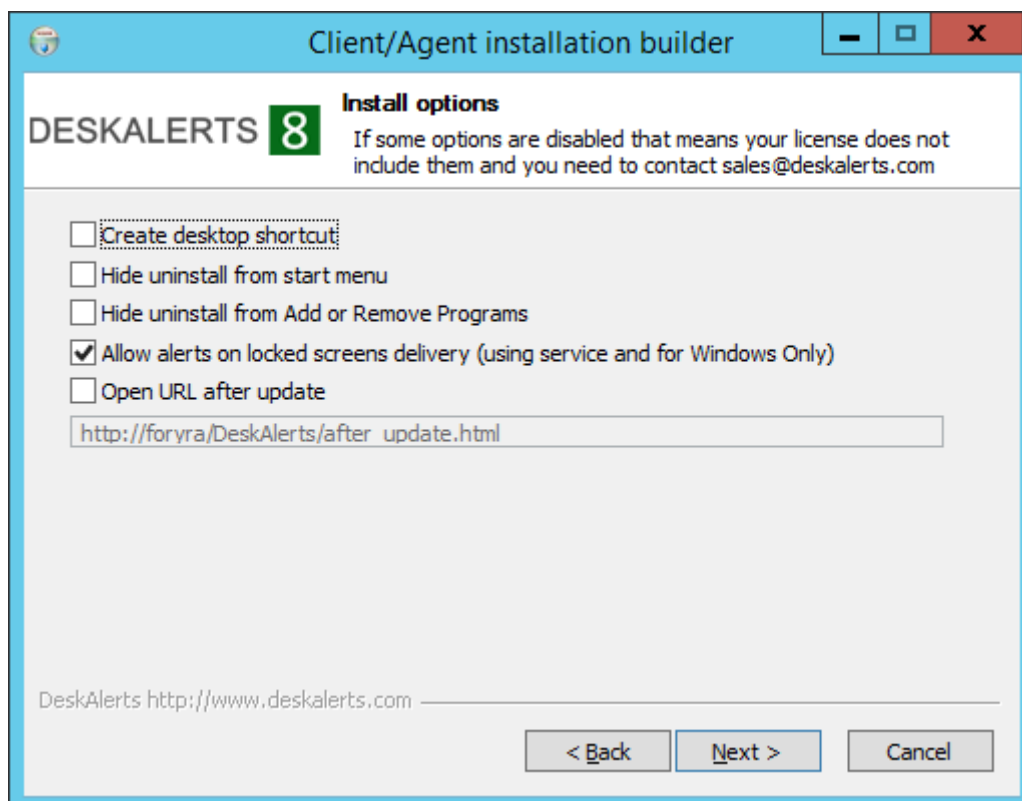 Client/Agent installation builder
DESKALERTS 8
Install options
If some options are disabled that means your license does not
include them and you need to contact sales@deskalerts.com
Create desktop shortcut
Hide uninstall from start menu
Hide uninstall from Add or Remove Programs
Allow alerts on locked screens delivery (using service and for Windows Only)
Open URL after update
http://foryra/DeskAlerts/after_update.html
DeskAlerts http://www.deskalerts.com
< Back
Next >
Cancel